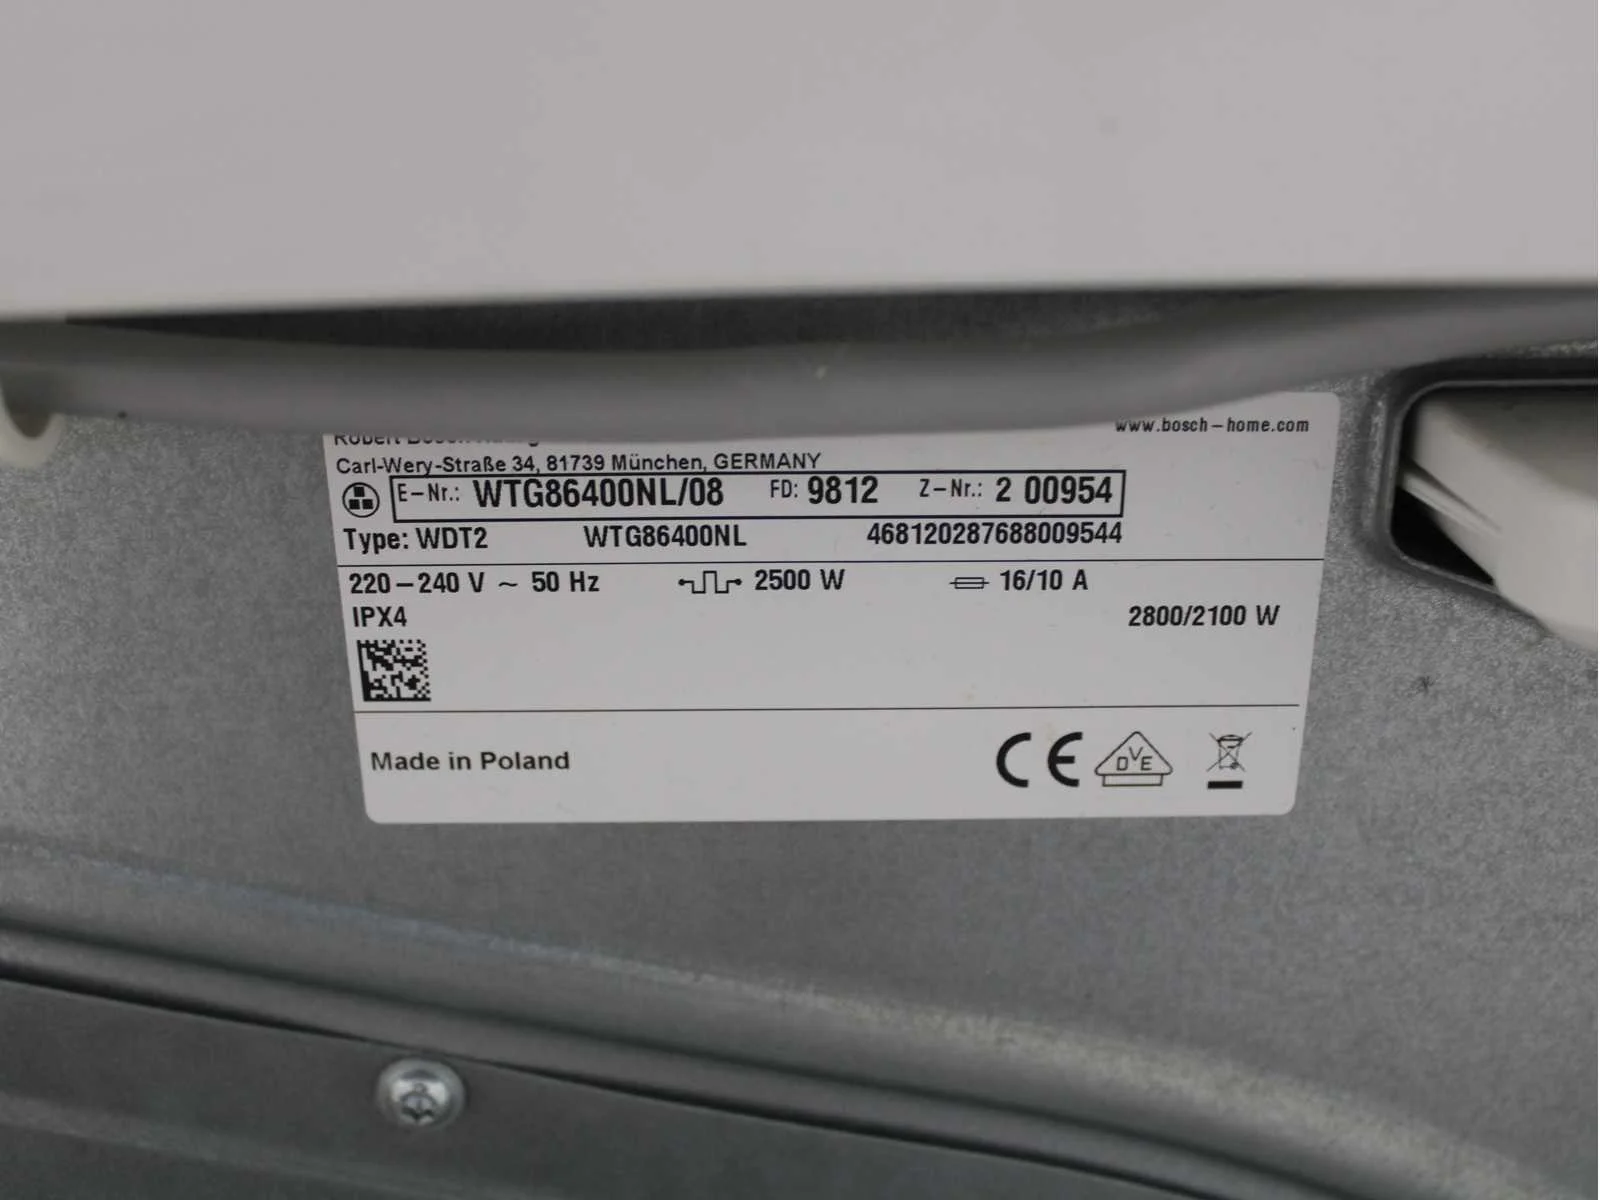 www.bosch-home.com
Carl-Wery-Straße 34, 81739 München, GERMANY
E-Nr.: WTG86400NL/08 FD: 9812 Z-Nr.: 2 00954
Type: WDT2 WTG86400NL 468120287688009544
220-240 V ~ 50 Hz 2500 W 16/10 A
IPX4 2800/2100 W
Made in Poland CE DVE